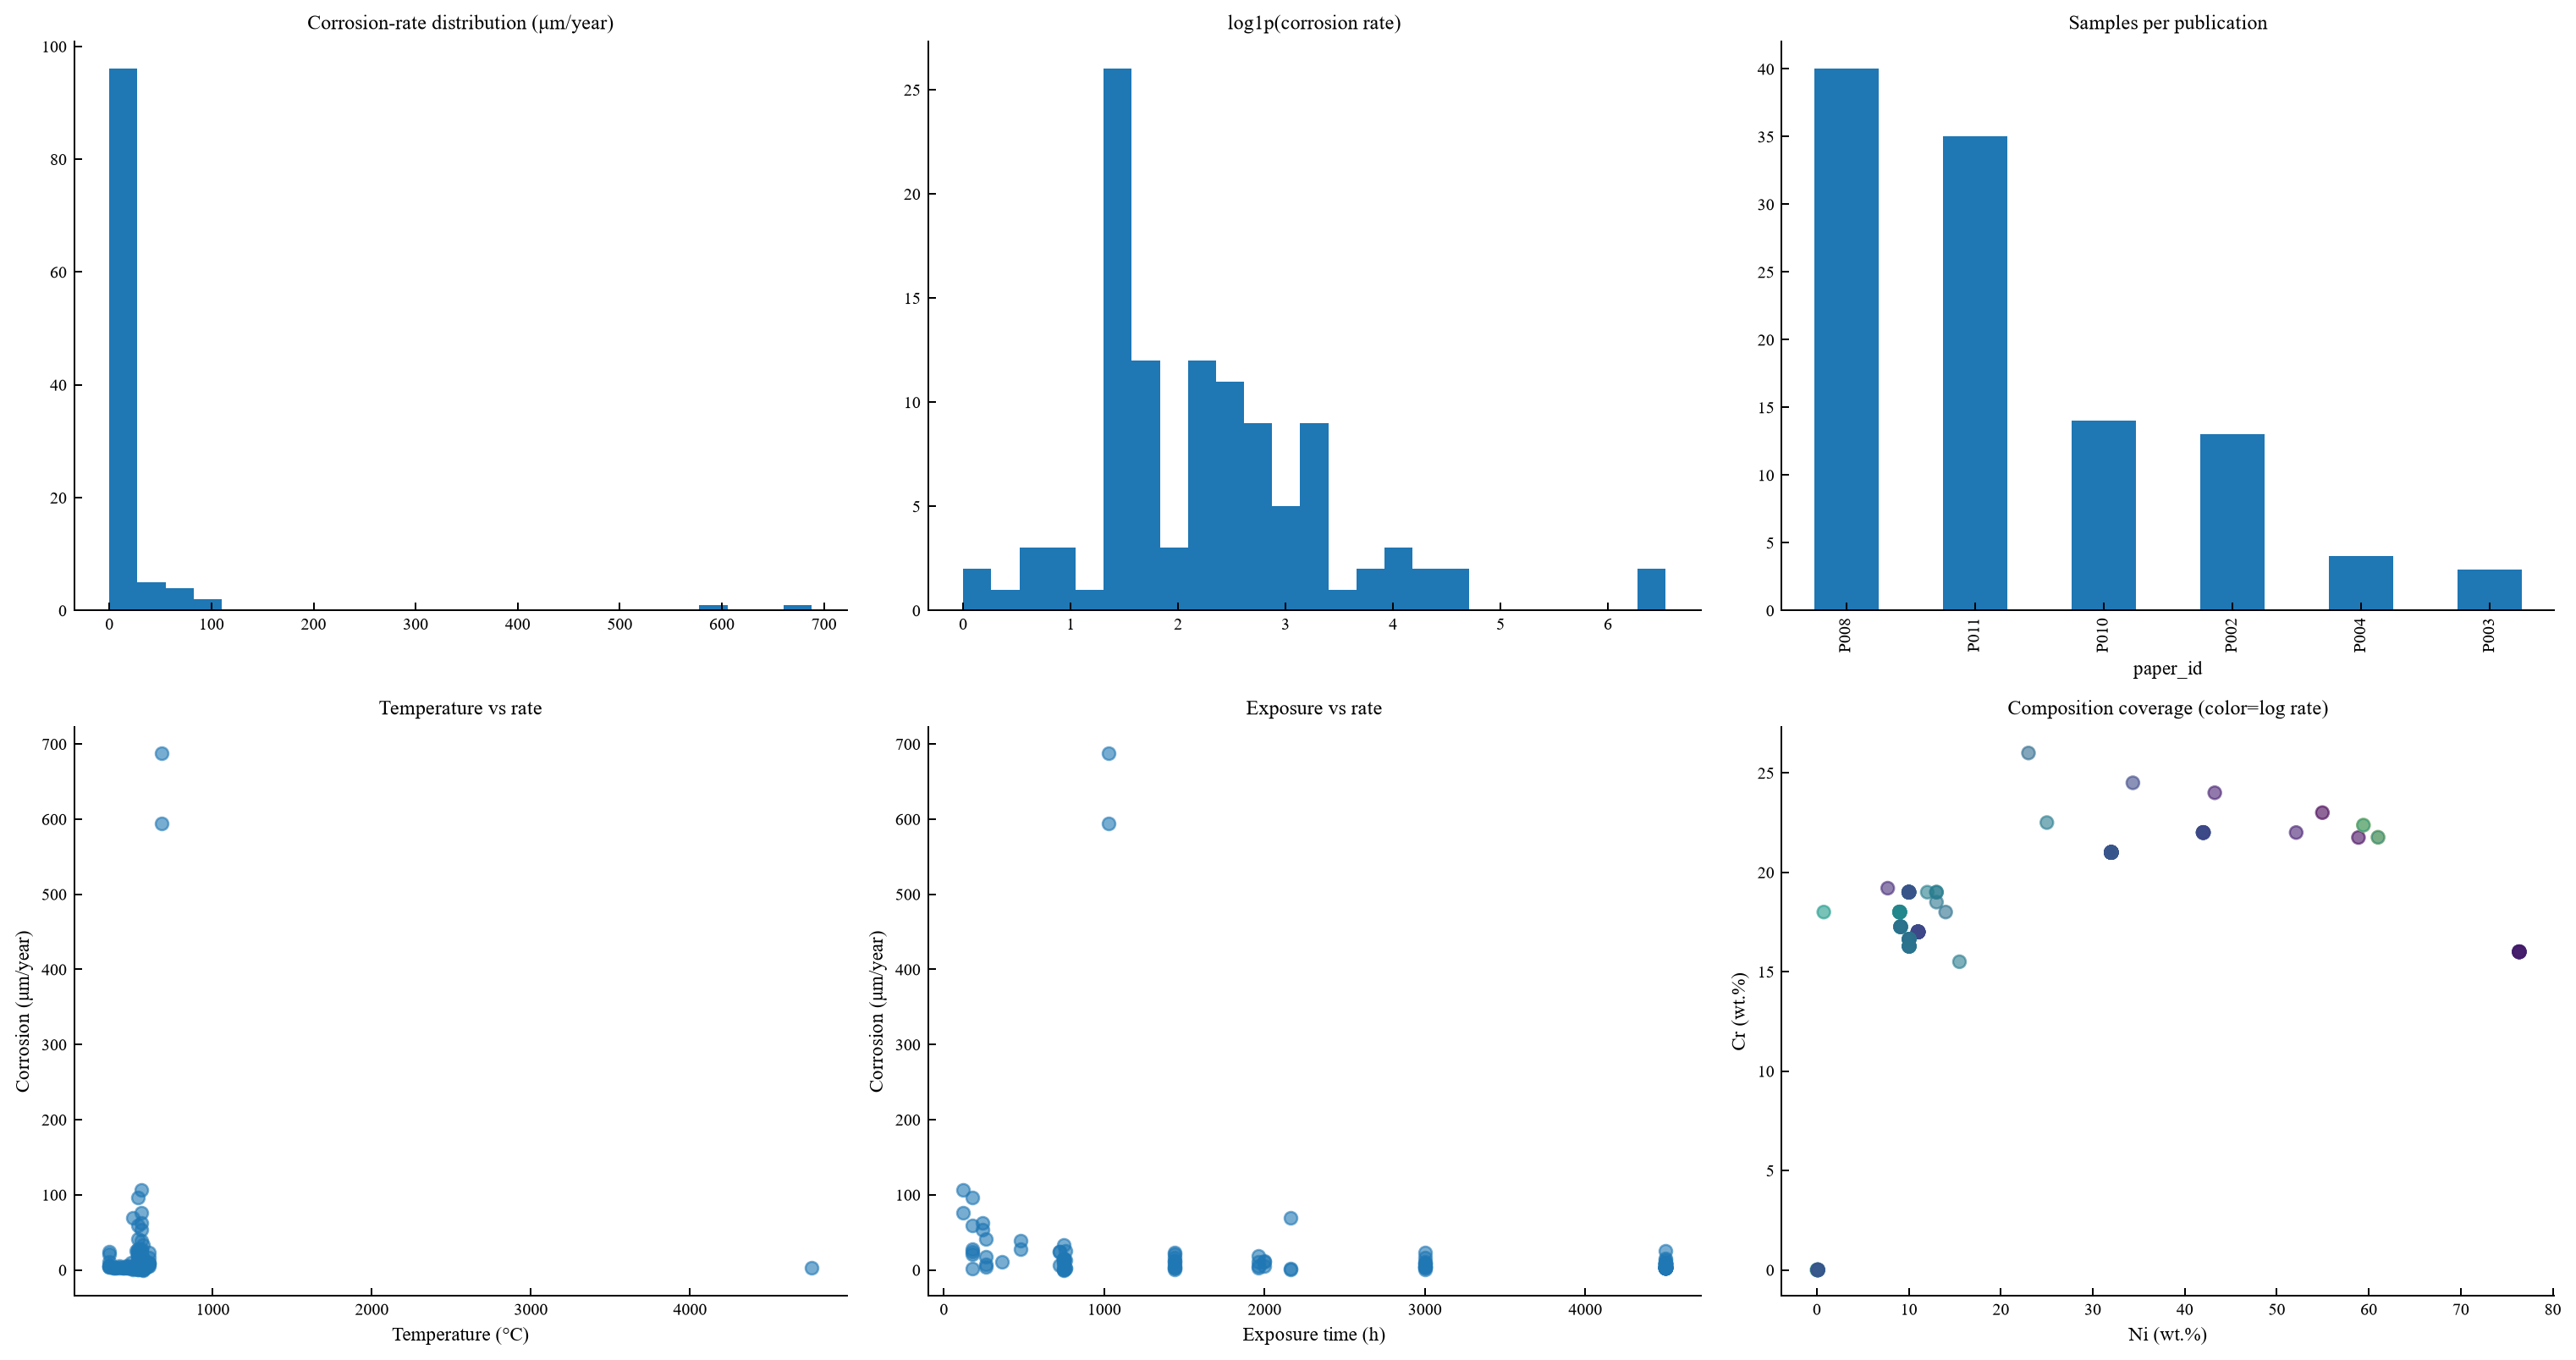 Corrosion-rate distribution (µm/year)
100
80
60
40
20
0
0 100 200 300 400 500 600 700
log1p(corrosion rate)
25
20
15
10
5
0
0 1 2 3 4 5 6
Samples per publication
40
35
30
25
20
15
10
5
0
P008 P011 P010 P002 P004 P003
paper_id
Temperature vs rate
Corrosion (µm/year)
700
600
500
400
300
200
100
0
1000 2000 3000 4000
Temperature (°C)
Exposure vs rate
Corrosion (µm/year)
700
600
500
400
300
200
100
0
0 1000 2000 3000 4000
Exposure time (h)
Composition coverage (color=log rate)
Cr (wt.%)
25
20
15
10
5
0
0 10 20 30 40 50 60 70 80
Ni (wt.%)